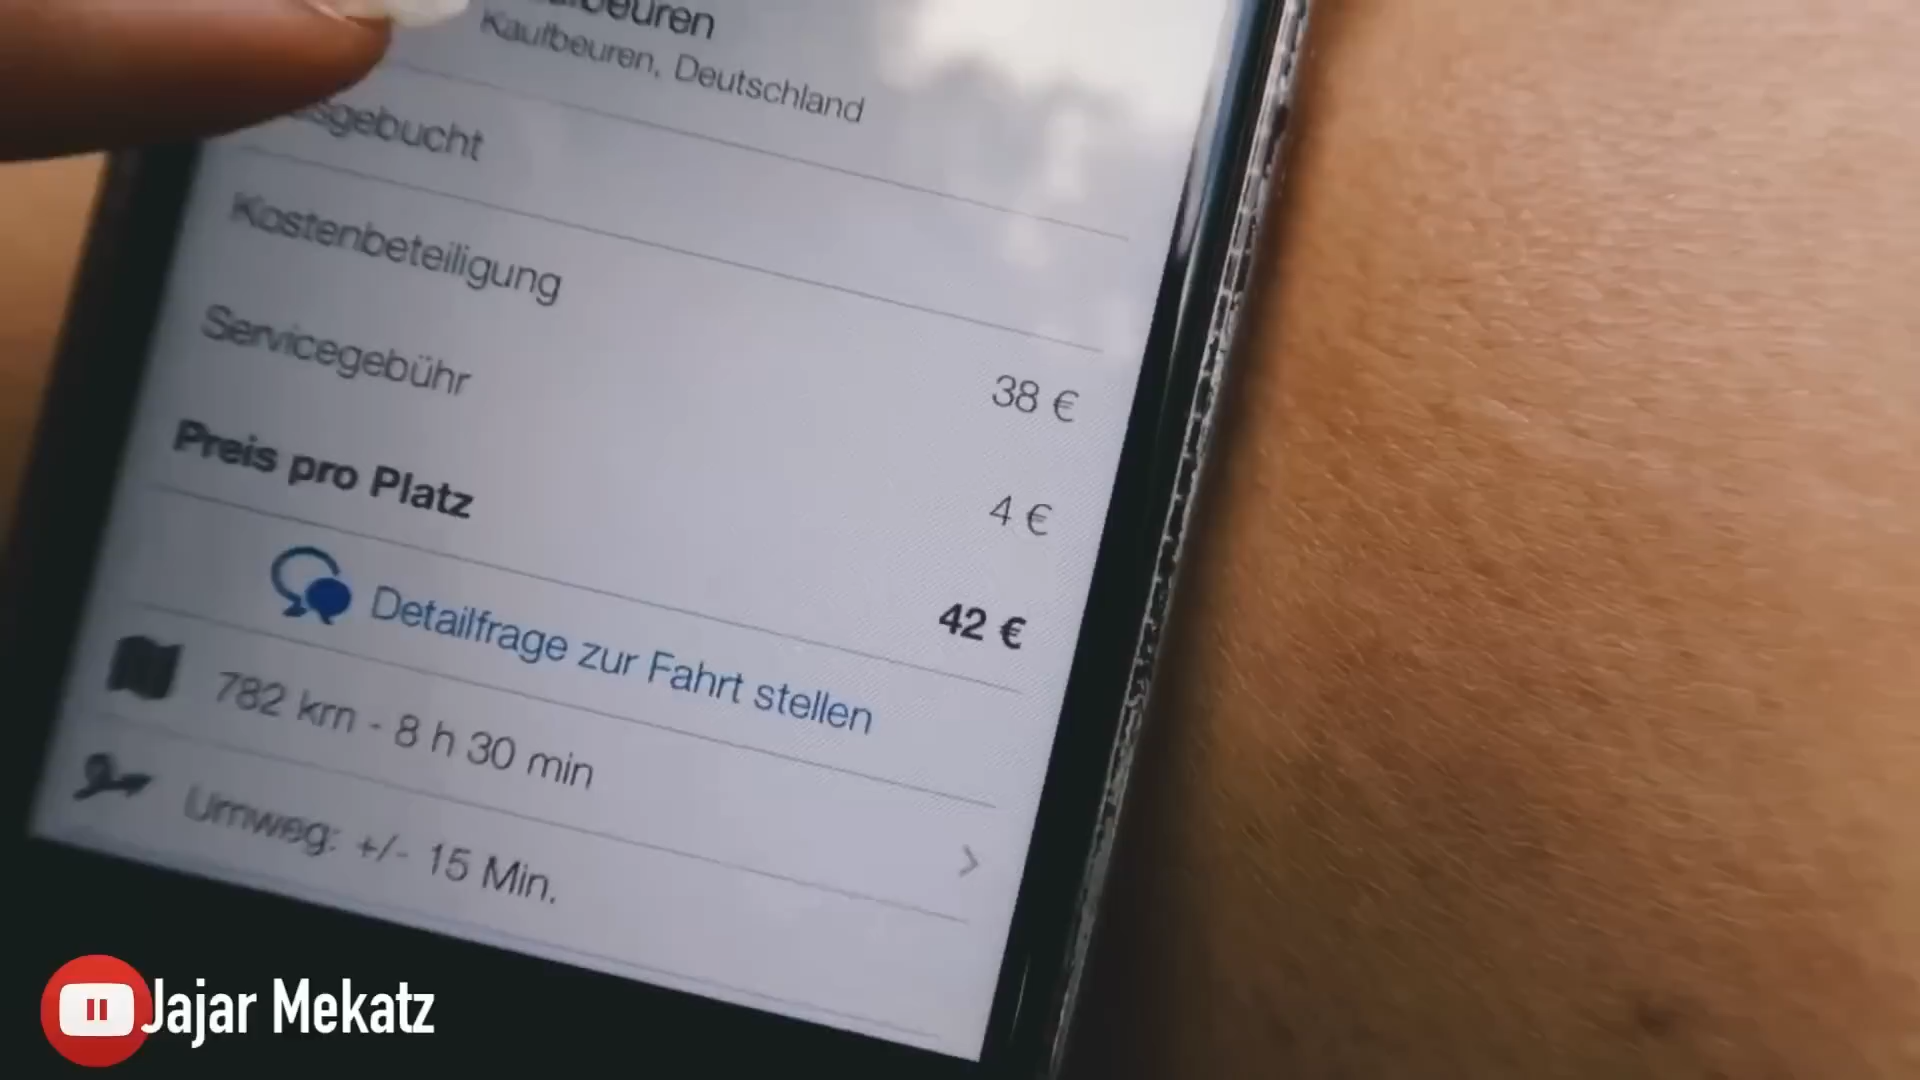 Kaufbeuren, Deutschland
Kostenbeteiligung
38 €
Servicegebühr
4 €
Preis pro Platz
42 €
Detailfrage zur Fahrt stellen
782 km - 8 h 30 min
Umweg: +/- 15 Min.
Jajar Mekatz